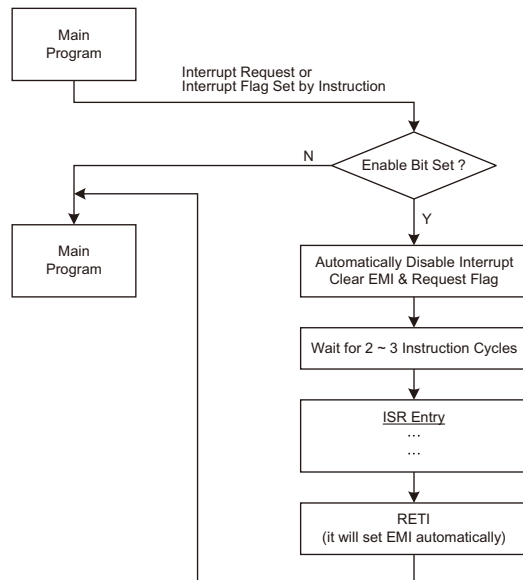 Main
Program
Interrupt Request or
Interrupt Flag Set by Instruction
N
Enable Bit Set ?
Y
Main
Program
Automatically Disable Interrupt
Clear EMI & Request Flag
Wait for 2 ~ 3 Instruction Cycles
ISR Entry
…
…
RETI
(it will set EMI automatically)